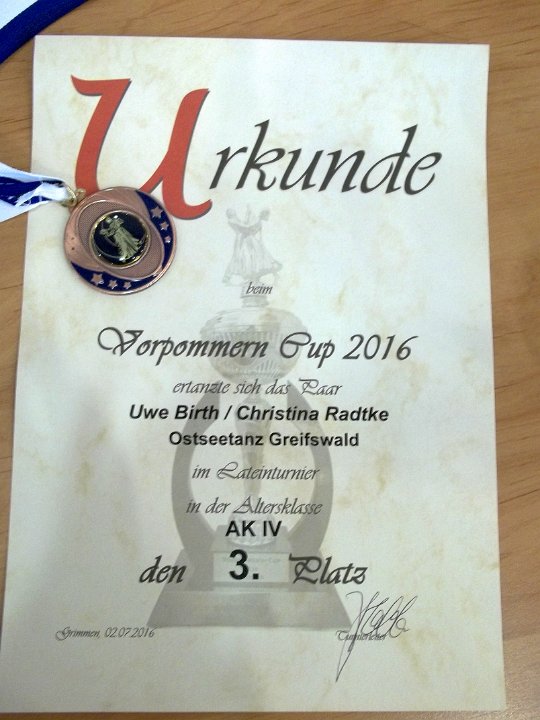 Urkunde
beim
Vorpommern Cup 2016
ertanzte sich das Paar
Uwe Birth / Christina Radtke
Ostseetanz Greifswald
im Lateinturnier
in der Altersklasse
AK IV
den 3. Platz
Grimmen, 02.07.2016
Turnierleiter